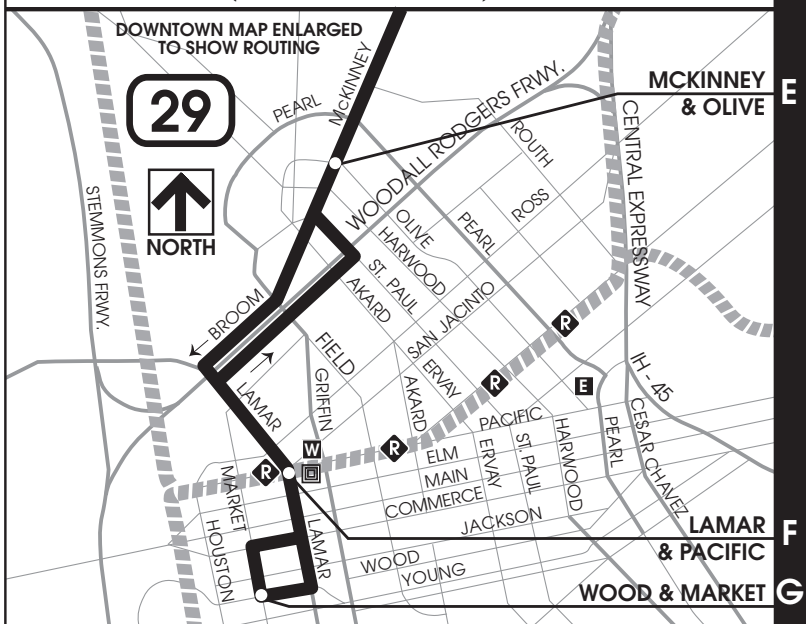 DOWNTOWN MAP ENLARGED
TO SHOW ROUTING
29
NORTH
MCKINNEY
& OLIVE
E
MCKINNEY
PEARL
WOODALL RODGERS FRWY.
ROUTH
ROSS
CENTRAL EXPRESSWAY
STEMMONS FRWY.
OLIVE
HARWOOD
PEARL
ST. PAUL
AKARD
SAN JACINTO
BROOM
FIELD
GRIFFIN
LAMAR
AKARD
ERVAY
R
R
R
R
E
W
IH - 45
CESAR CHAVEZ
PEARL
PACIFIC
ELM
MAIN
COMMERCE
JACKSON
ERVAY
ST. PAUL
HARWOOD
MARKET
HOUSTON
LAMAR
WOOD
YOUNG
LAMAR
& PACIFIC
F
WOOD & MARKET
G